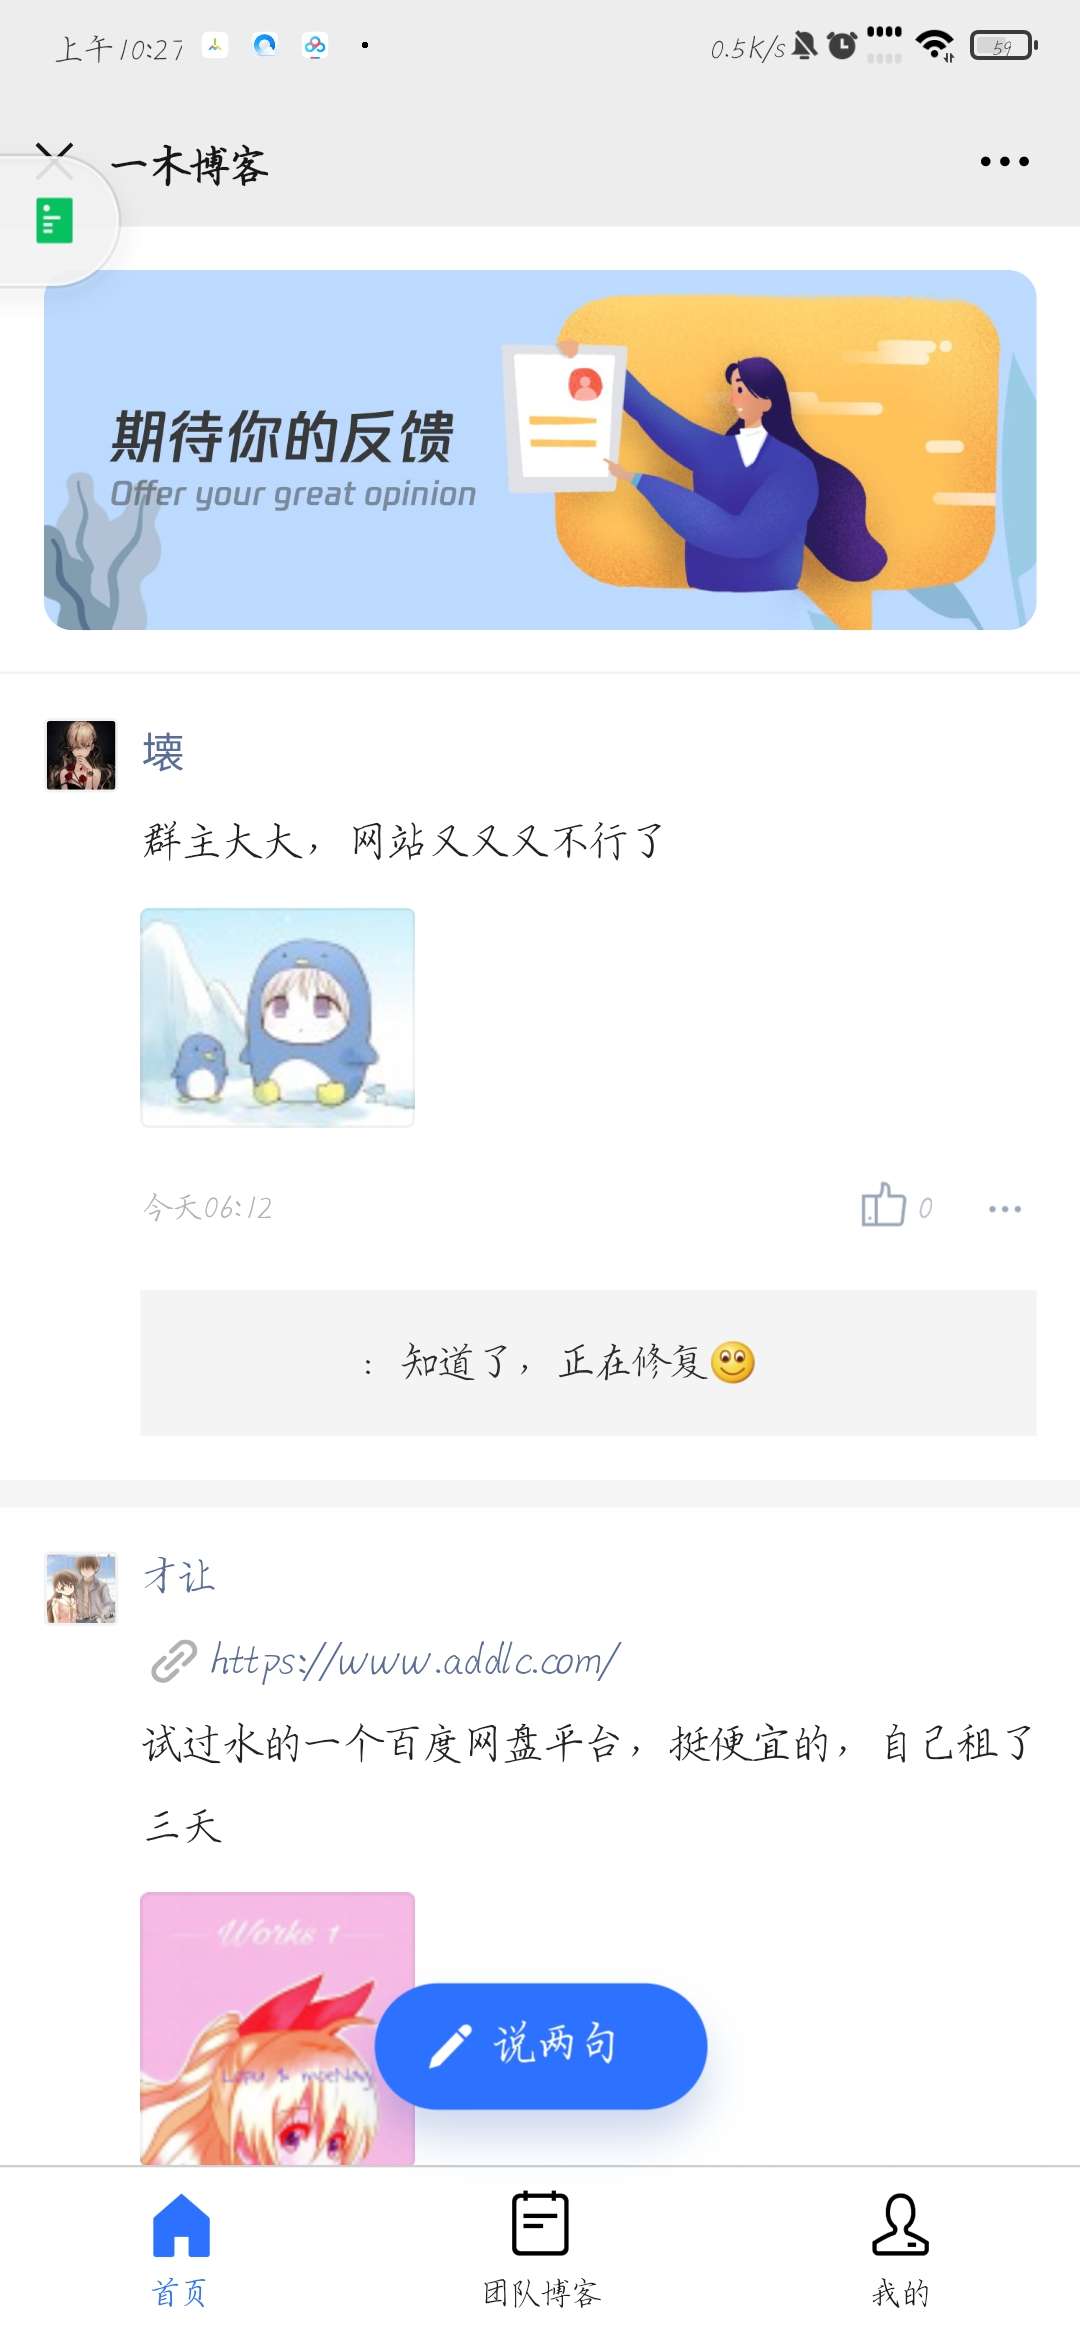 上午10:27
0.5K/s
59
一木博客
期待你的反馈
Offer your great opinion
壊
群主大大，网站又又又不行了
今天06:12
0
：知道了，正在修复
才让
https://www.addlc.com/
试过水的一个百度网盘平台，挺便宜的，自己租了
三天
Works 1
说两句
首页
团队博客
我的